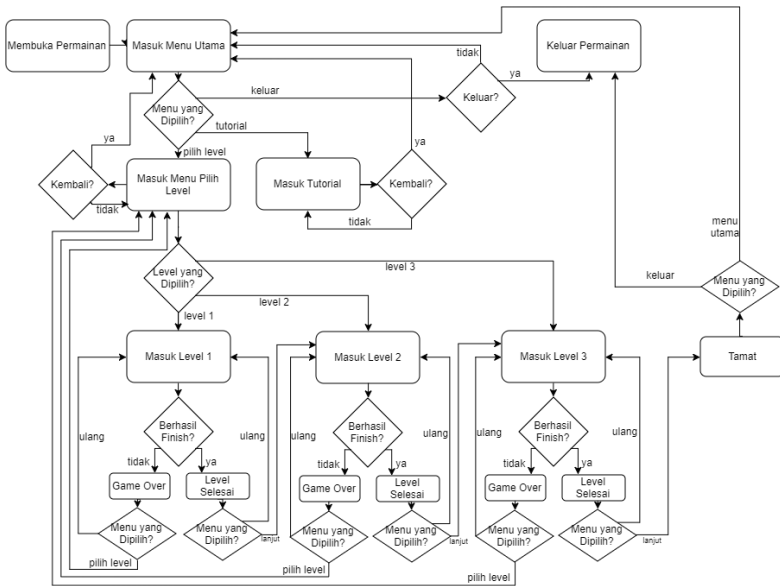 Membuka Permainan
Masuk Menu Utama
Keluar Permainan
tidak
ya
keluar
Keluar?
Menu yang
Dipilih?
tutorial
ya
ya
pilih level
Kembali?
Masuk Menu Pilih
Level
Masuk Tutorial
Kembali?
tidak
tidak
menu
utama
Level yang
Dipilih?
level 3
keluar
Menu yang
Dipilih?
level 2
level 1
Masuk Level 1
Masuk Level 2
Masuk Level 3
Tamat
Berhasil
Finish?
Berhasil
Finish?
Berhasil
Finish?
ulang
ulang
ulang
ulang
ulang
ulang
tidak
ya
tidak
ya
tidak
ya
Game Over
Level
Selesai
Game Over
Level
Selesai
Game Over
Level
Selesai
Menu yang
Dipilih?
Menu yang
Dipilih?
lanjut
Menu yang
Dipilih?
Menu yang
Dipilih?
lanjut
Menu yang
Dipilih?
Menu yang
Dipilih?
lanjut
pilih level
pilih level
pilih level